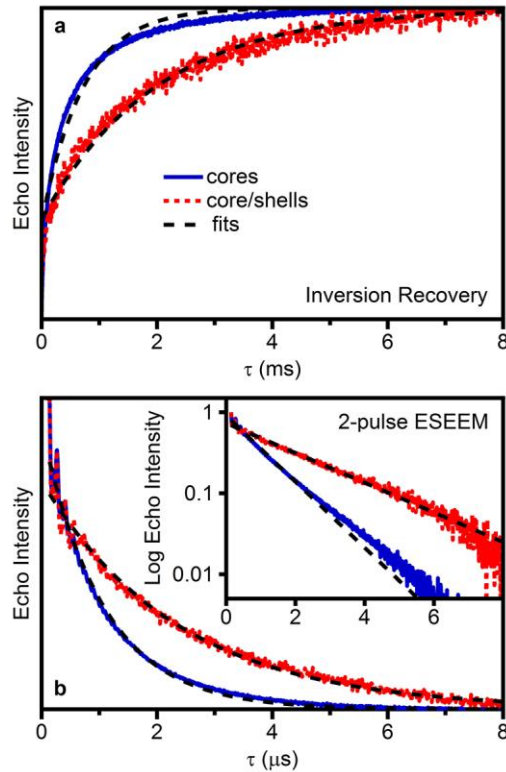 a
Echo Intensity
cores
core/shells
fits
Inversion Recovery
0 2 4 6 8
τ (ms)
b
Echo Intensity
2-pulse ESEEM
Log Echo Intensity
1
0.1
0.01
0 2 4 6
0 2 4 6 8
τ (μs)